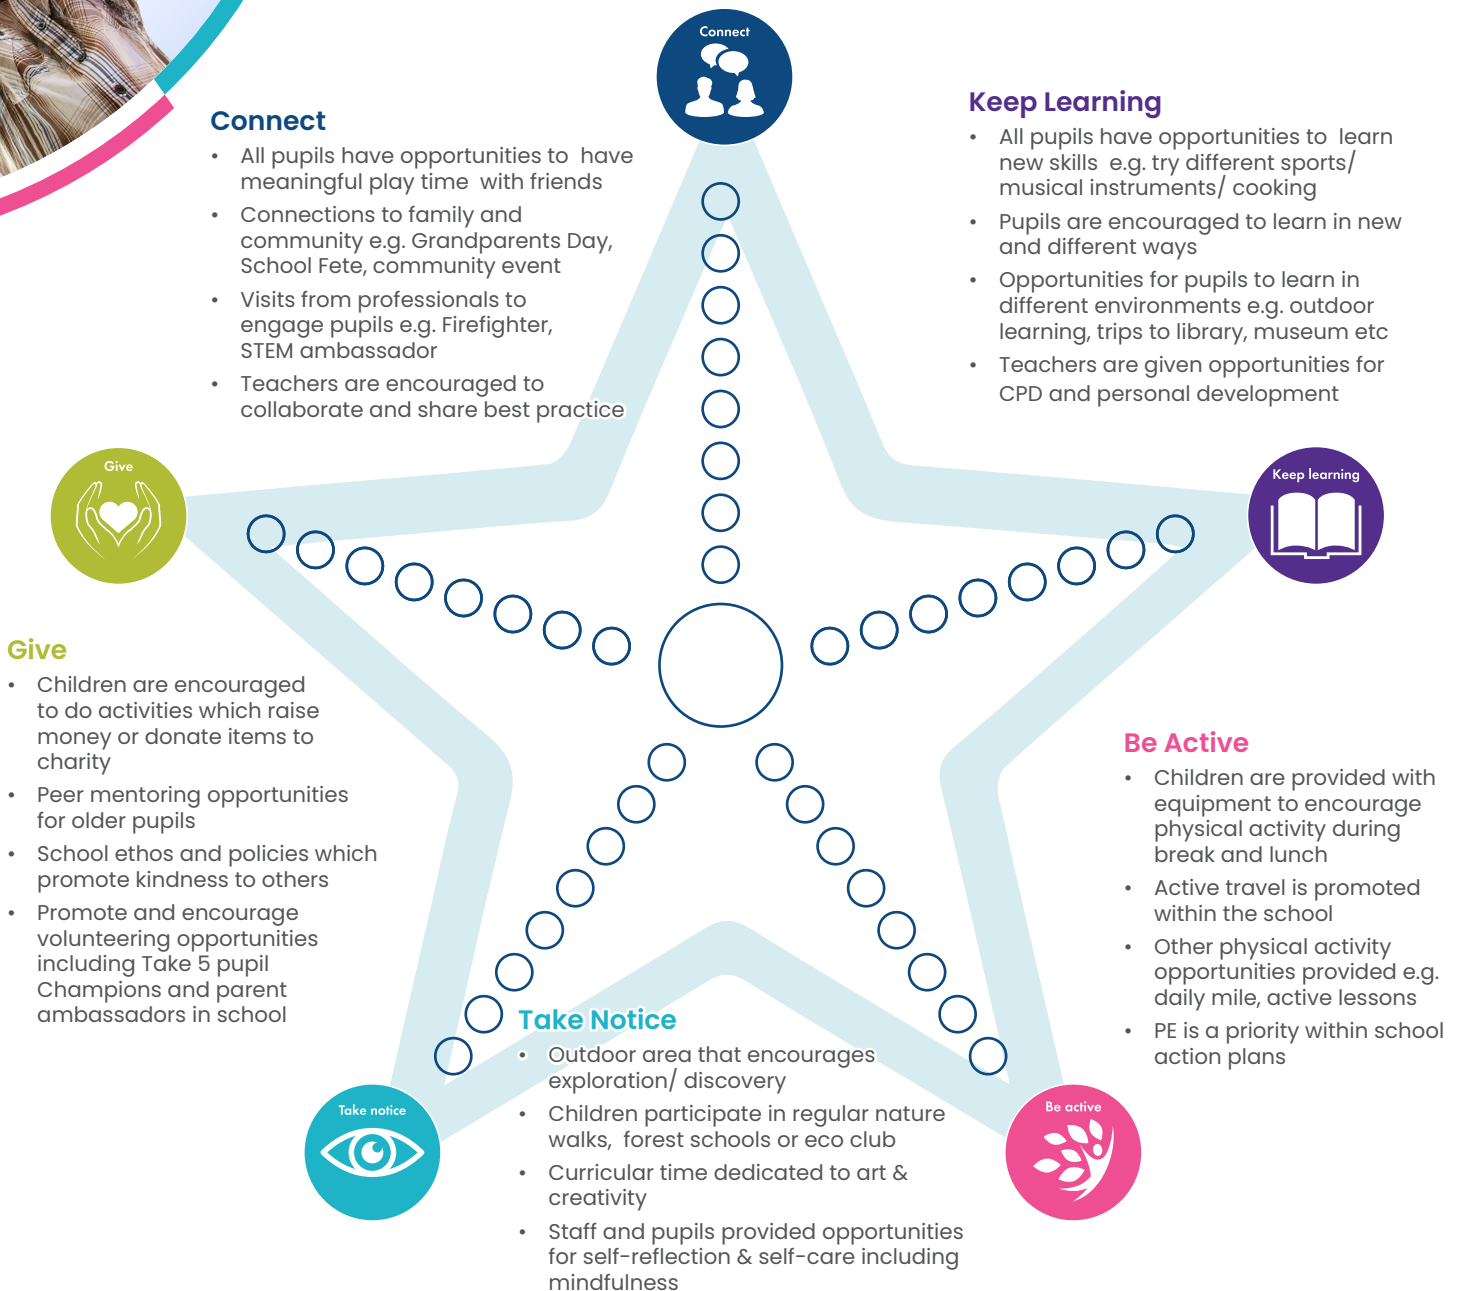 Connect
Connect
• All pupils have opportunities to have
meaningful play time with friends
• Connections to family and
community e.g. Grandparents Day,
School Fete, community event
• Visits from professionals to
engage pupils e.g. Firefighter,
STEM ambassador
• Teachers are encouraged to
collaborate and share best practice
Keep Learning
• All pupils have opportunities to learn
new skills e.g. try different sports/
musical instruments/ cooking
• Pupils are encouraged to learn in new
and different ways
• Opportunities for pupils to learn in
different environments e.g. outdoor
learning, trips to library, museum etc
• Teachers are given opportunities for
CPD and personal development
Give
Keep learning
Give
• Children are encouraged
to do activities which raise
money or donate items to
charity
• Peer mentoring opportunities
for older pupils
• School ethos and policies which
promote kindness to others
• Promote and encourage
volunteering opportunities
including Take 5 pupil
Champions and parent
ambassadors in school
Be Active
• Children are provided with
equipment to encourage
physical activity during
break and lunch
• Active travel is promoted
within the school
• Other physical activity
opportunities provided e.g.
daily mile, active lessons
• PE is a priority within school
action plans
Take notice
Take Notice
• Outdoor area that encourages
exploration/ discovery
• Children participate in regular nature
walks, forest schools or eco club
• Curricular time dedicated to art &
creativity
• Staff and pupils provided opportunities
for self-reflection & self-care including
mindfulness
Be active